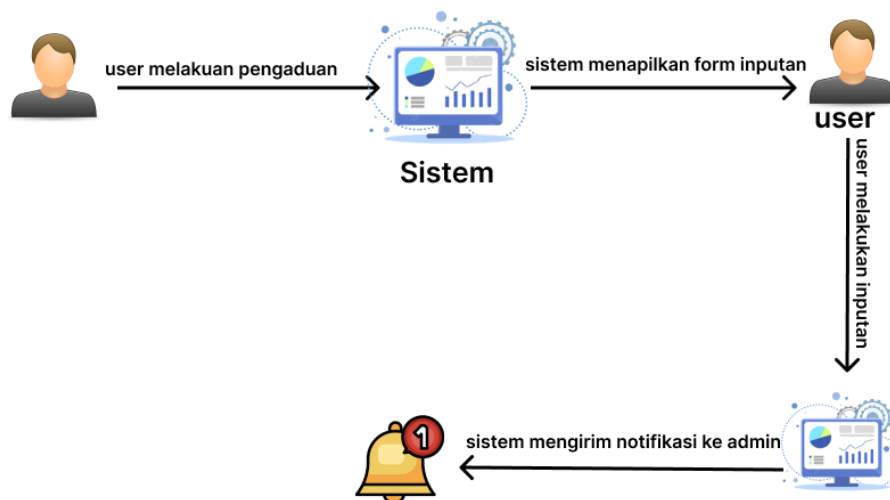 user melakuan pengaduan
sistem menapilkan form inputan
Sistem
user
user melakukan inputan
sistem mengirim notifikasi ke admin
1